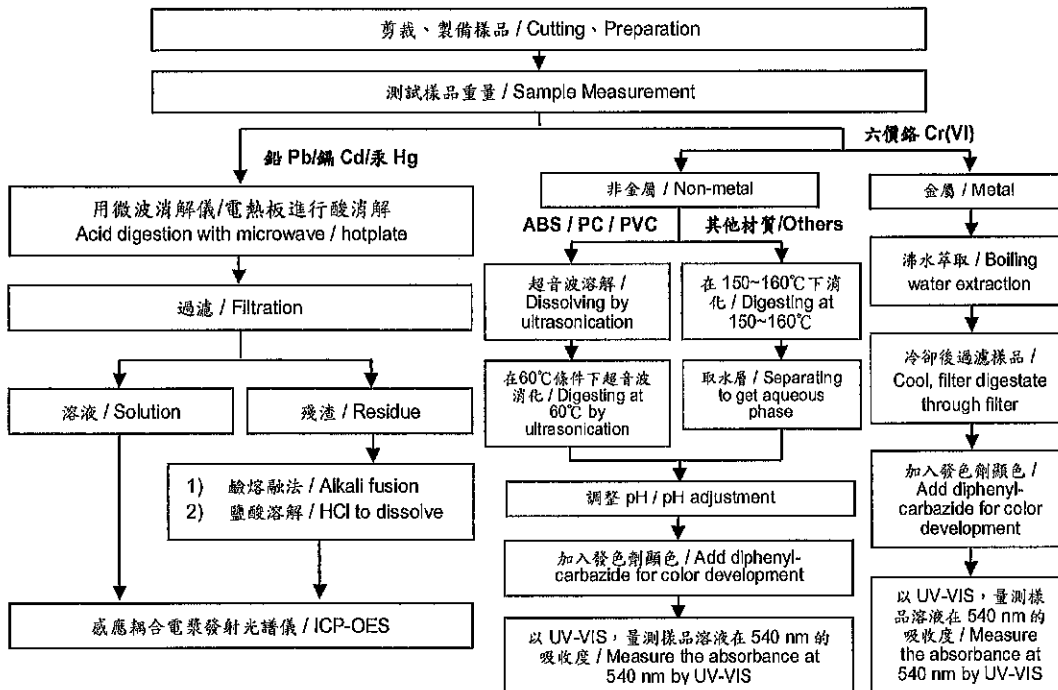 剪裁、製備樣品 / Cutting、Preparation
測試樣品重量 / Sample Measurement
鉛 Pb/鎘 Cd/汞 Hg
六價鉻 Cr(VI)
用微波消解儀/電熱板進行酸消解
Acid digestion with microwave / hotplate
過濾 / Filtration
溶液 / Solution
殘渣 / Residue
1) 鹼熔融法 / Alkali fusion
2) 鹽酸溶解 / HCl to dissolve
感應耦合電漿發射光譜儀 / ICP-OES
非金屬 / Non-metal
ABS / PC / PVC
其他材質/Others
超音波溶解 /
Dissolving by
ultrasonication
在 150~160℃下消
化 / Digesting at
150~160℃
在60℃條件下超音波
消化 / Digesting at
60℃ by
ultrasonication
取水層 / Separating
to get aqueous
phase
調整 pH / pH adjustment
加入發色劑顯色 / Add diphenyl-
carbazide for color development
以 UV-VIS，量測樣品溶液在 540 nm 的
吸收度 / Measure the absorbance at
540 nm by UV-VIS
金屬 / Metal
沸水萃取 / Boiling
water extraction
冷卻後過濾樣品 /
Cool, filter digestate
through filter
加入發色劑顯色 /
Add diphenyl-
carbazide for color
development
以 UV-VIS，量測樣
品溶液在 540 nm 的
吸收度 / Measure
the absorbance at
540 nm by UV-VIS